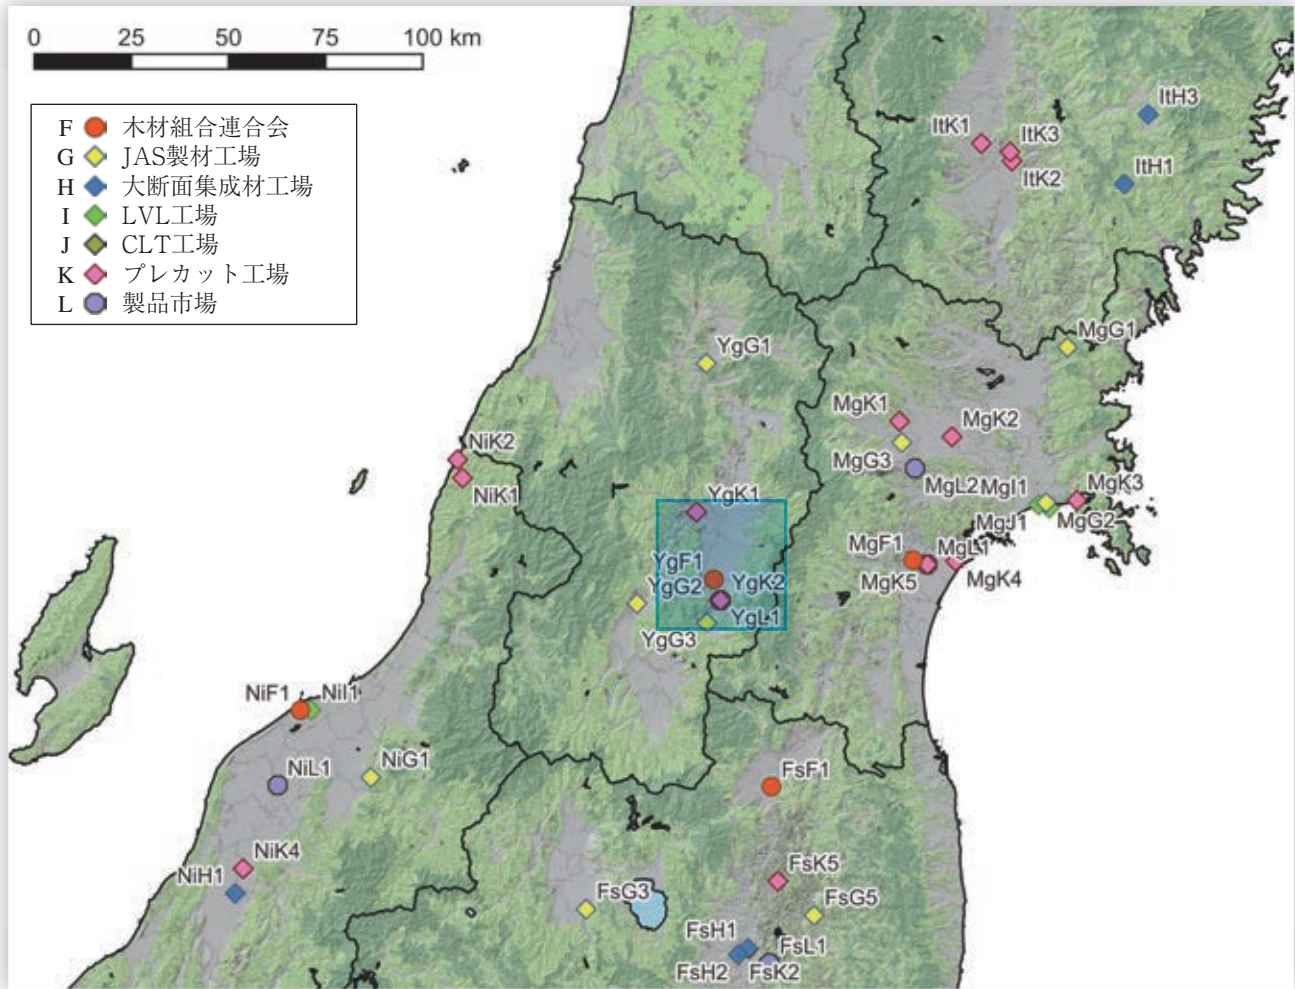 0 25 50 75 100 km
F 木材組合連合会
G JAS製材工場
H 大断面集成材工場
I LVL工場
J CLT工場
K プレカット工場
L 製品市場
ItH3
ItK1
ItK3
ItK2
ItH1
MgG1
YgG1
MgK1
MgK2
NiK2
MgG3
NiK1
MgL2
MgI1
MgK3
YgK1
MgJ1
MgG2
MgF1
MgL1
YgF1
YgG2
YgK2
MgK5
MgK4
YgL1
YgG3
NiF1
NiI1
NiL1
NiG1
FsF1
NiK4
NiH1
FsK5
FsG3
FsG5
FsH1
FsL1
FsH2
FsK2